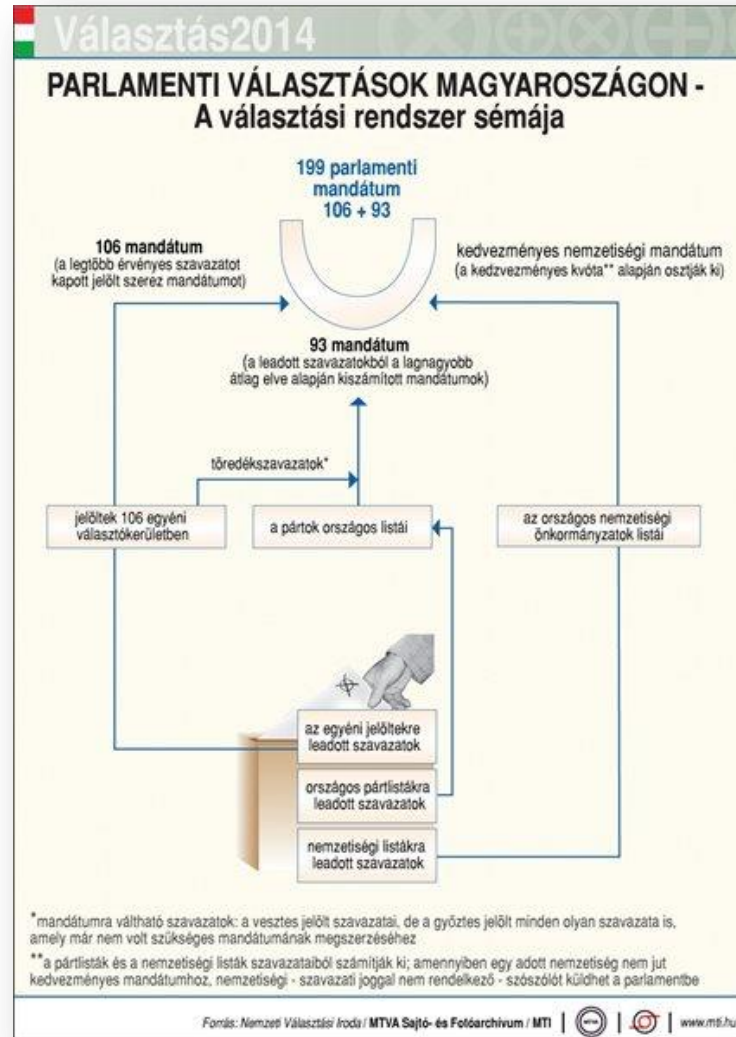 Választás2014
PARLAMENTI VÁLASZTÁSOK MAGYAROSZÁGON -
A választási rendszer sémája
199 parlamenti
mandátum
106 + 93
106 mandátum
(a legtöbb érvényes szavazatot
kapott jelölt szerez mandátumot)
kedvezményes nemzetiségi mandátum
(a kedzvezményes kvóta** alapján osztják ki)
93 mandátum
(a leadott szavazatokból a lagnagyobb
átlag elve alapján kiszámított mandátumok)
töredékszavazatok*
jelöltek 106 egyéni
választókerületben
a pártok országos listái
az országos nemzetiségi
önkormányzatok listái
az egyéni jelöltekre
leadott szavazatok
országos pártlistákra
leadott szavazatok
nemzetiségi listákra
leadott szavazatok
*mandátumra váltható szavazatok: a vesztes jelölt szavazatai, de a győztes jelölt minden olyan szavazata is,
amely már nem volt szükséges mandátumának megszerzéséhez
**a pártlisták és a nemzetiségi listák szavazataiból számítják ki; amennyiben egy adott nemzetiség nem jut
kedvezményes mandátumhoz, nemzetiségi - szavazati joggal nem rendelkező - szószólót küldhet a parlamentbe
Forrás: Nemzeti Választási Iroda / MTVA Sajtó- és Fotóarchívum / MTI | MTVA | | www.mti.hu